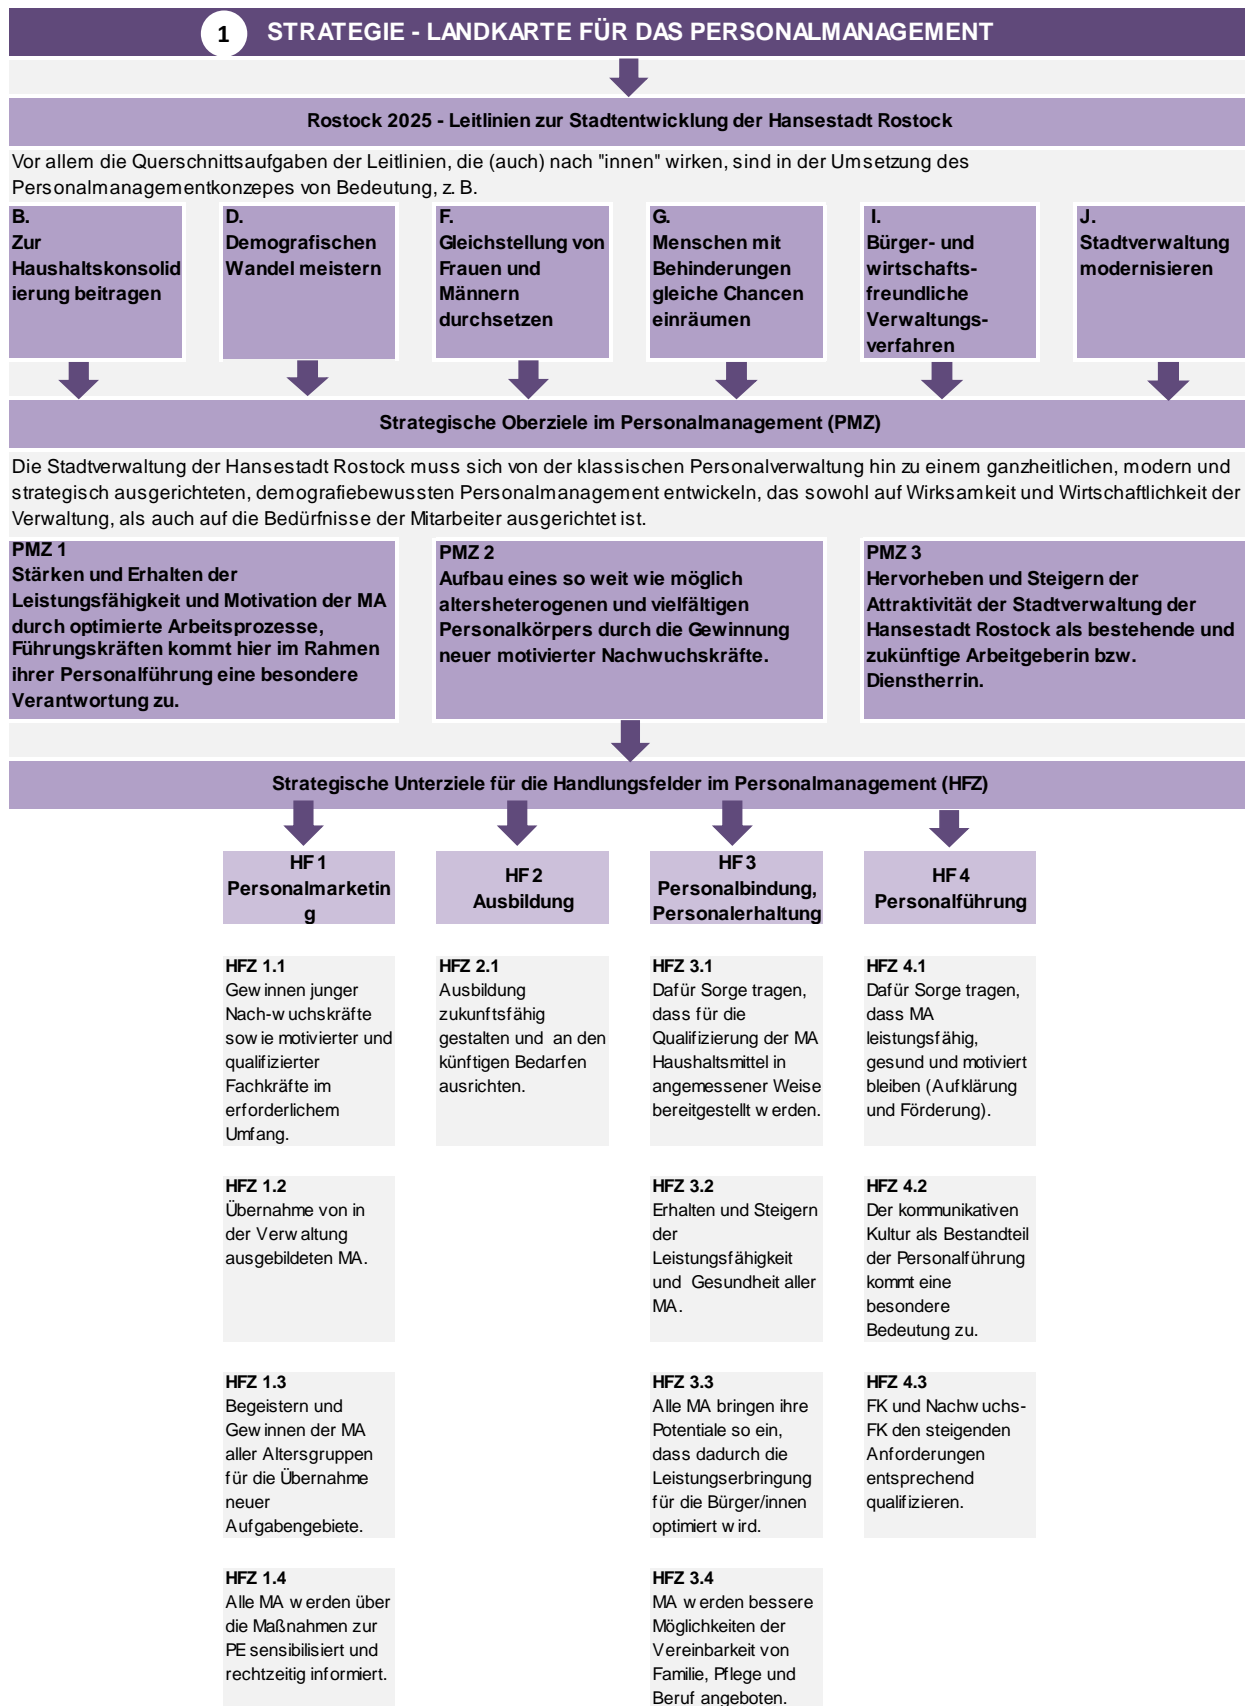 1
STRATEGIE - LANDKARTE FÜR DAS PERSONALMANAGEMENT
Rostock 2025 - Leitlinien zur Stadtentwicklung der Hansestadt Rostock
Vor allem die Querschnittsaufgaben der Leitlinien, die (auch) nach "innen" wirken, sind in der Umsetzung des
Personalmanagementkonzepes von Bedeutung, z. B.
B.
Zur
Haushaltskonsolid
ierung beitragen
D.
Demografischen
Wandel meistern
F.
Gleichstellung von
Frauen und
Männern
durchsetzen
G.
Menschen mit
Behinderungen
gleiche Chancen
einräumen
I.
Bürger- und
wirtschafts-
freundliche
Verwaltungs-
verfahren
J.
Stadtverwaltung
modernisieren
Strategische Oberziele im Personalmanagement (PMZ)
Die Stadtverwaltung der Hansestadt Rostock muss sich von der klassischen Personalverwaltung hin zu einem ganzheitlichen, modern und
strategisch ausgerichteten, demografiebewussten Personalmanagement entwickeln, das sowohl auf Wirksamkeit und Wirtschaftlichkeit der
Verwaltung, als auch auf die Bedürfnisse der Mitarbeiter ausgerichtet ist.
PMZ 1
Stärken und Erhalten der
Leistungsfähigkeit und Motivation der MA
durch optimierte Arbeitsprozesse,
Führungskräften kommt hier im Rahmen
ihrer Personalführung eine besondere
Verantwortung zu.
PMZ 2
Aufbau eines so weit wie möglich
altersheterogenen und vielfältigen
Personalkörpers durch die Gewinnung
neuer motivierter Nachwuchskräfte.
PMZ 3
Hervorheben und Steigern der
Attraktivität der Stadtverwaltung der
Hansestadt Rostock als bestehende und
zukünftige Arbeitgeberin bzw.
Dienstherrin.
Strategische Unterziele für die Handlungsfelder im Personalmanagement (HFZ)
HF 1
Personalmarketin
g
HF 2
Ausbildung
HF 3
Personalbindung,
Personalerhaltung
HF 4
Personalführung
HFZ 1.1
Gewinnen junger
Nach-wuchskräfte
sowie motivierter und
qualifizierter
Fachkräfte im
erforderlichem
Umfang.
HFZ 2.1
Ausbildung
zukunftsfähig
gestalten und an den
künftigen Bedarfen
ausrichten.
HFZ 3.1
Dafür Sorge tragen,
dass für die
Qualifizierung der MA
Haushaltsmittel in
angemessener Weise
bereitgestellt werden.
HFZ 4.1
Dafür Sorge tragen,
dass MA
leistungsfähig,
gesund und motiviert
bleiben (Aufklärung
und Förderung).
HFZ 1.2
Übernahme von in
der Verwaltung
ausgebildeten MA.
HFZ 3.2
Erhalten und Steigern
der
Leistungsfähigkeit
und Gesundheit aller
MA.
HFZ 4.2
Der kommunikativen
Kultur als Bestandteil
der Personalführung
kommt eine
besondere
Bedeutung zu.
HFZ 1.3
Begeistern und
Gewinnen der MA
aller Altersgruppen
für die Übernahme
neuer
Aufgabengebiete.
HFZ 3.3
Alle MA bringen ihre
Potentiale so ein,
dass dadurch die
Leistungserbringung
für die Bürger/innen
optimiert wird.
HFZ 4.3
FK und Nachwuchs-
FK den steigenden
Anforderungen
entsprechend
qualifizieren.
HFZ 1.4
Alle MA werden über
die Maßnahmen zur
PE sensibilisiert und
rechtzeitig informiert.
HFZ 3.4
MA werden bessere
Möglichkeiten der
Vereinbarkeit von
Familie, Pflege und
Beruf angeboten.